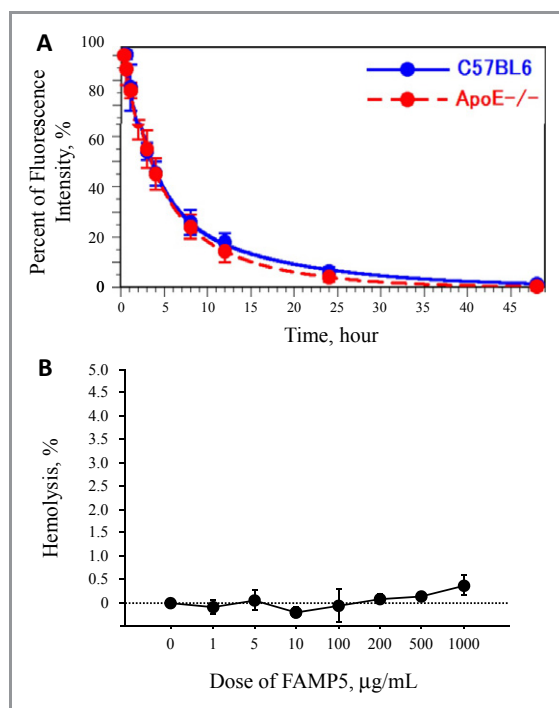 A
100
80
60
40
20
0
Percent of Fluorescence
Intensity, %
C57BL6
ApoE−/−
0 5 10 15 20 25 30 35 40 45
Time, hour
B
5.0
4.5
4.0
3.5
3.0
2.5
2.0
1.5
1.0
0.5
0
Hemolysis, %
0 1 5 10 100 200 500 1000
Dose of FAMP5, µg/mL